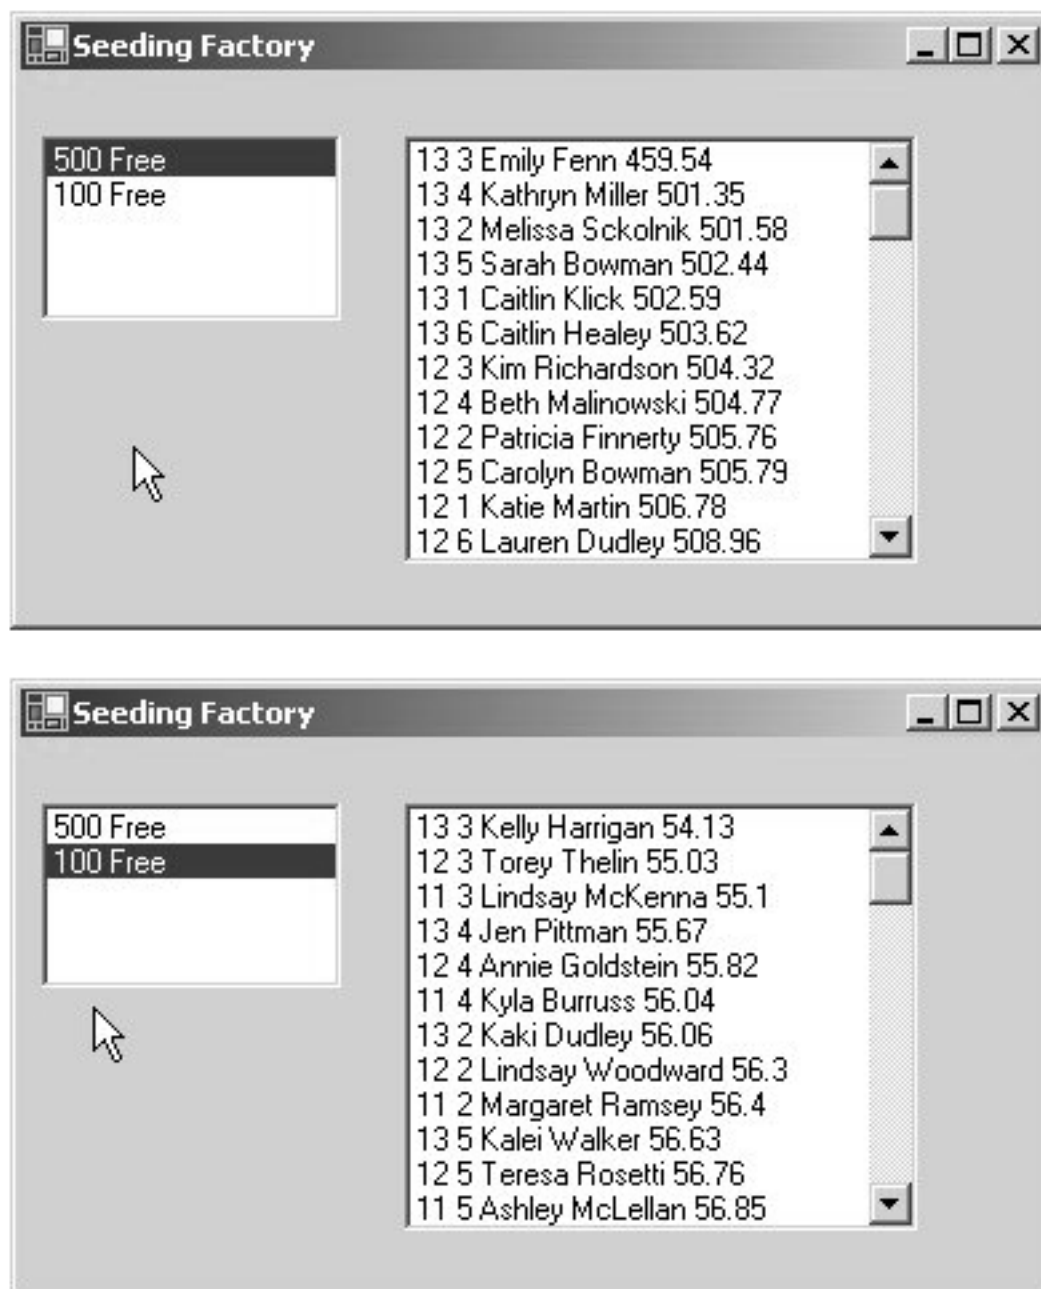 Seeding Factory
500 Free
100 Free
13 3 Emily Fenn 459.54
13 4 Kathryn Miller 501.35
13 2 Melissa Sckolnik 501.58
13 5 Sarah Bowman 502.44
13 1 Caitlin Klick 502.59
13 6 Caitlin Healey 503.62
12 3 Kim Richardson 504.32
12 4 Beth Malinowski 504.77
12 2 Patricia Finnerty 505.76
12 5 Carolyn Bowman 505.79
12 1 Katie Martin 506.78
12 6 Lauren Dudley 508.96
Seeding Factory
500 Free
100 Free
13 3 Kelly Harrigan 54.13
12 3 Torey Thelin 55.03
11 3 Lindsay McKenna 55.1
13 4 Jen Pittman 55.67
12 4 Annie Goldstein 55.82
11 4 Kyla Burruss 56.04
13 2 Kaki Dudley 56.06
12 2 Lindsay Woodward 56.3
11 2 Margaret Ramsey 56.4
13 5 Kalei Walker 56.63
12 5 Teresa Rosetti 56.76
11 5 Ashley McLellan 56.85